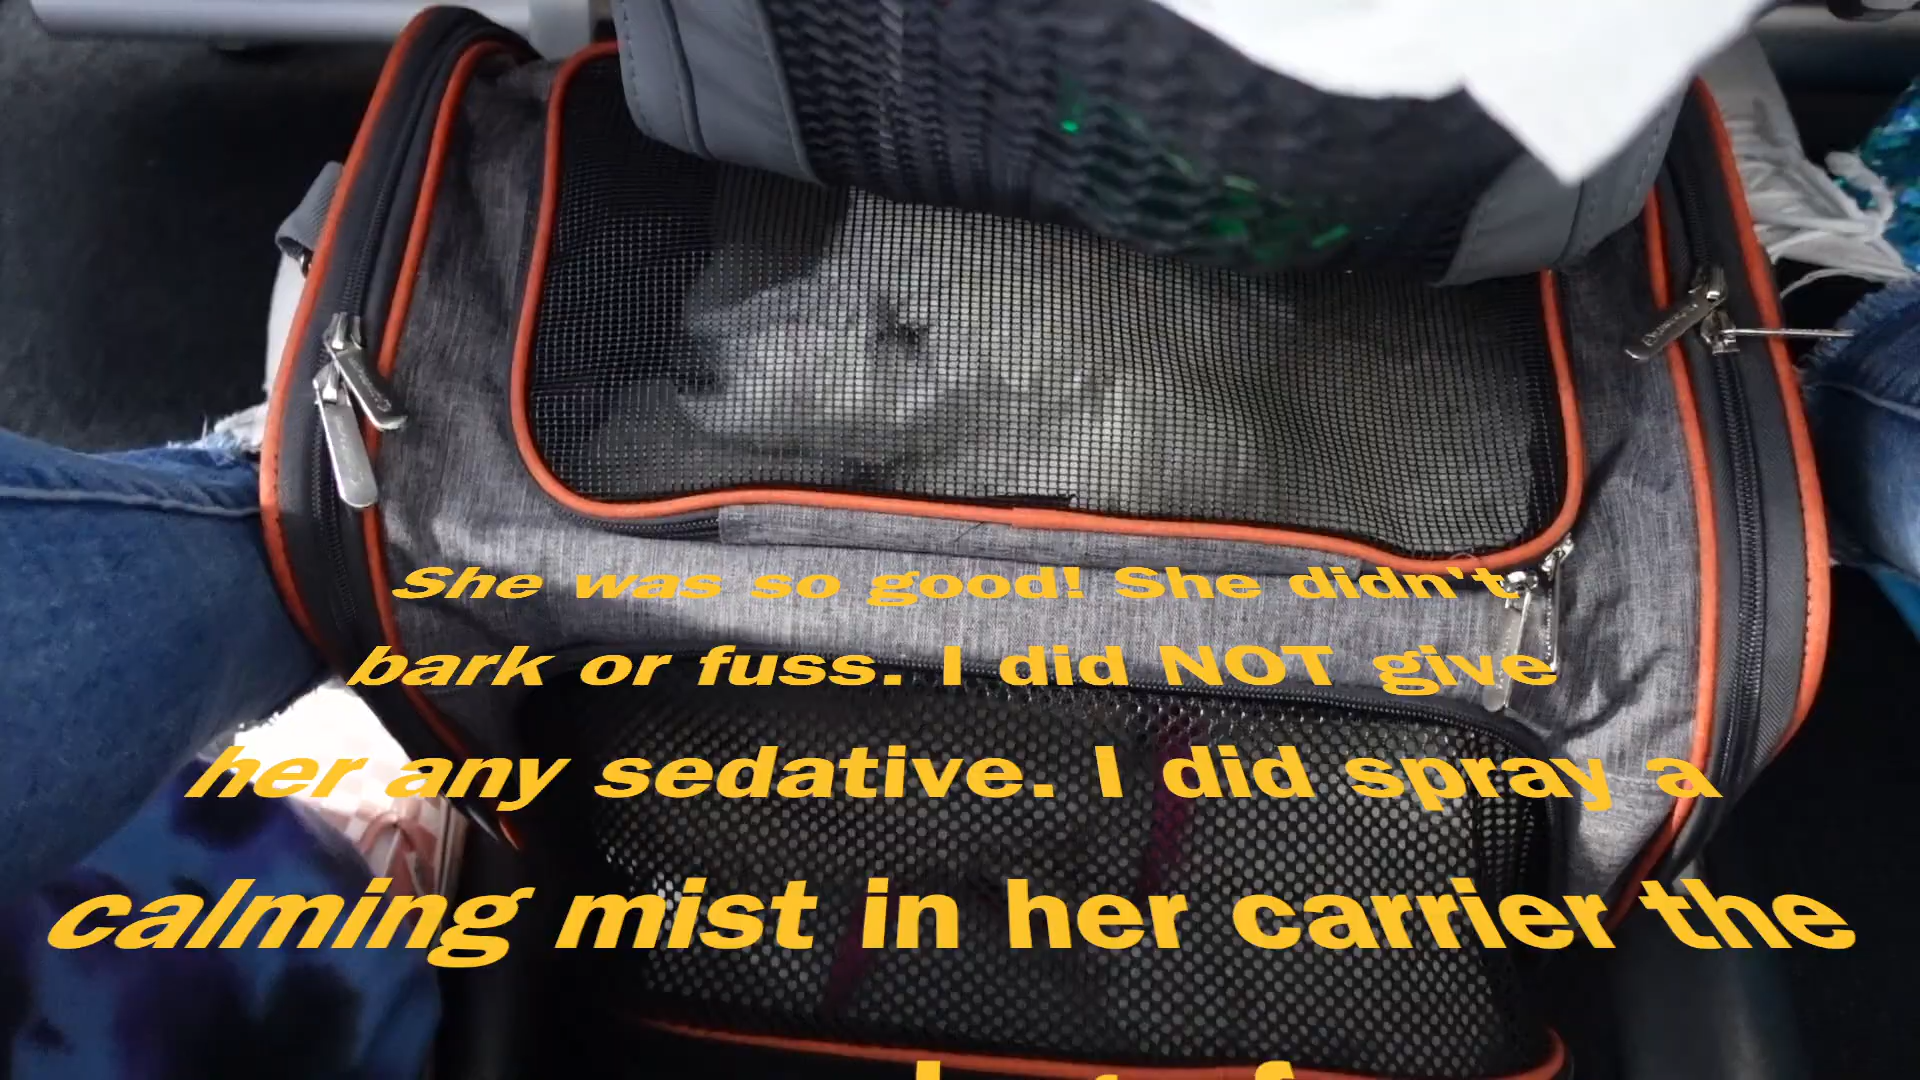 She was so good! She didn't
bark or fuss. I did NOT give
her any sedative. I did spray a
calming mist in her carrier the